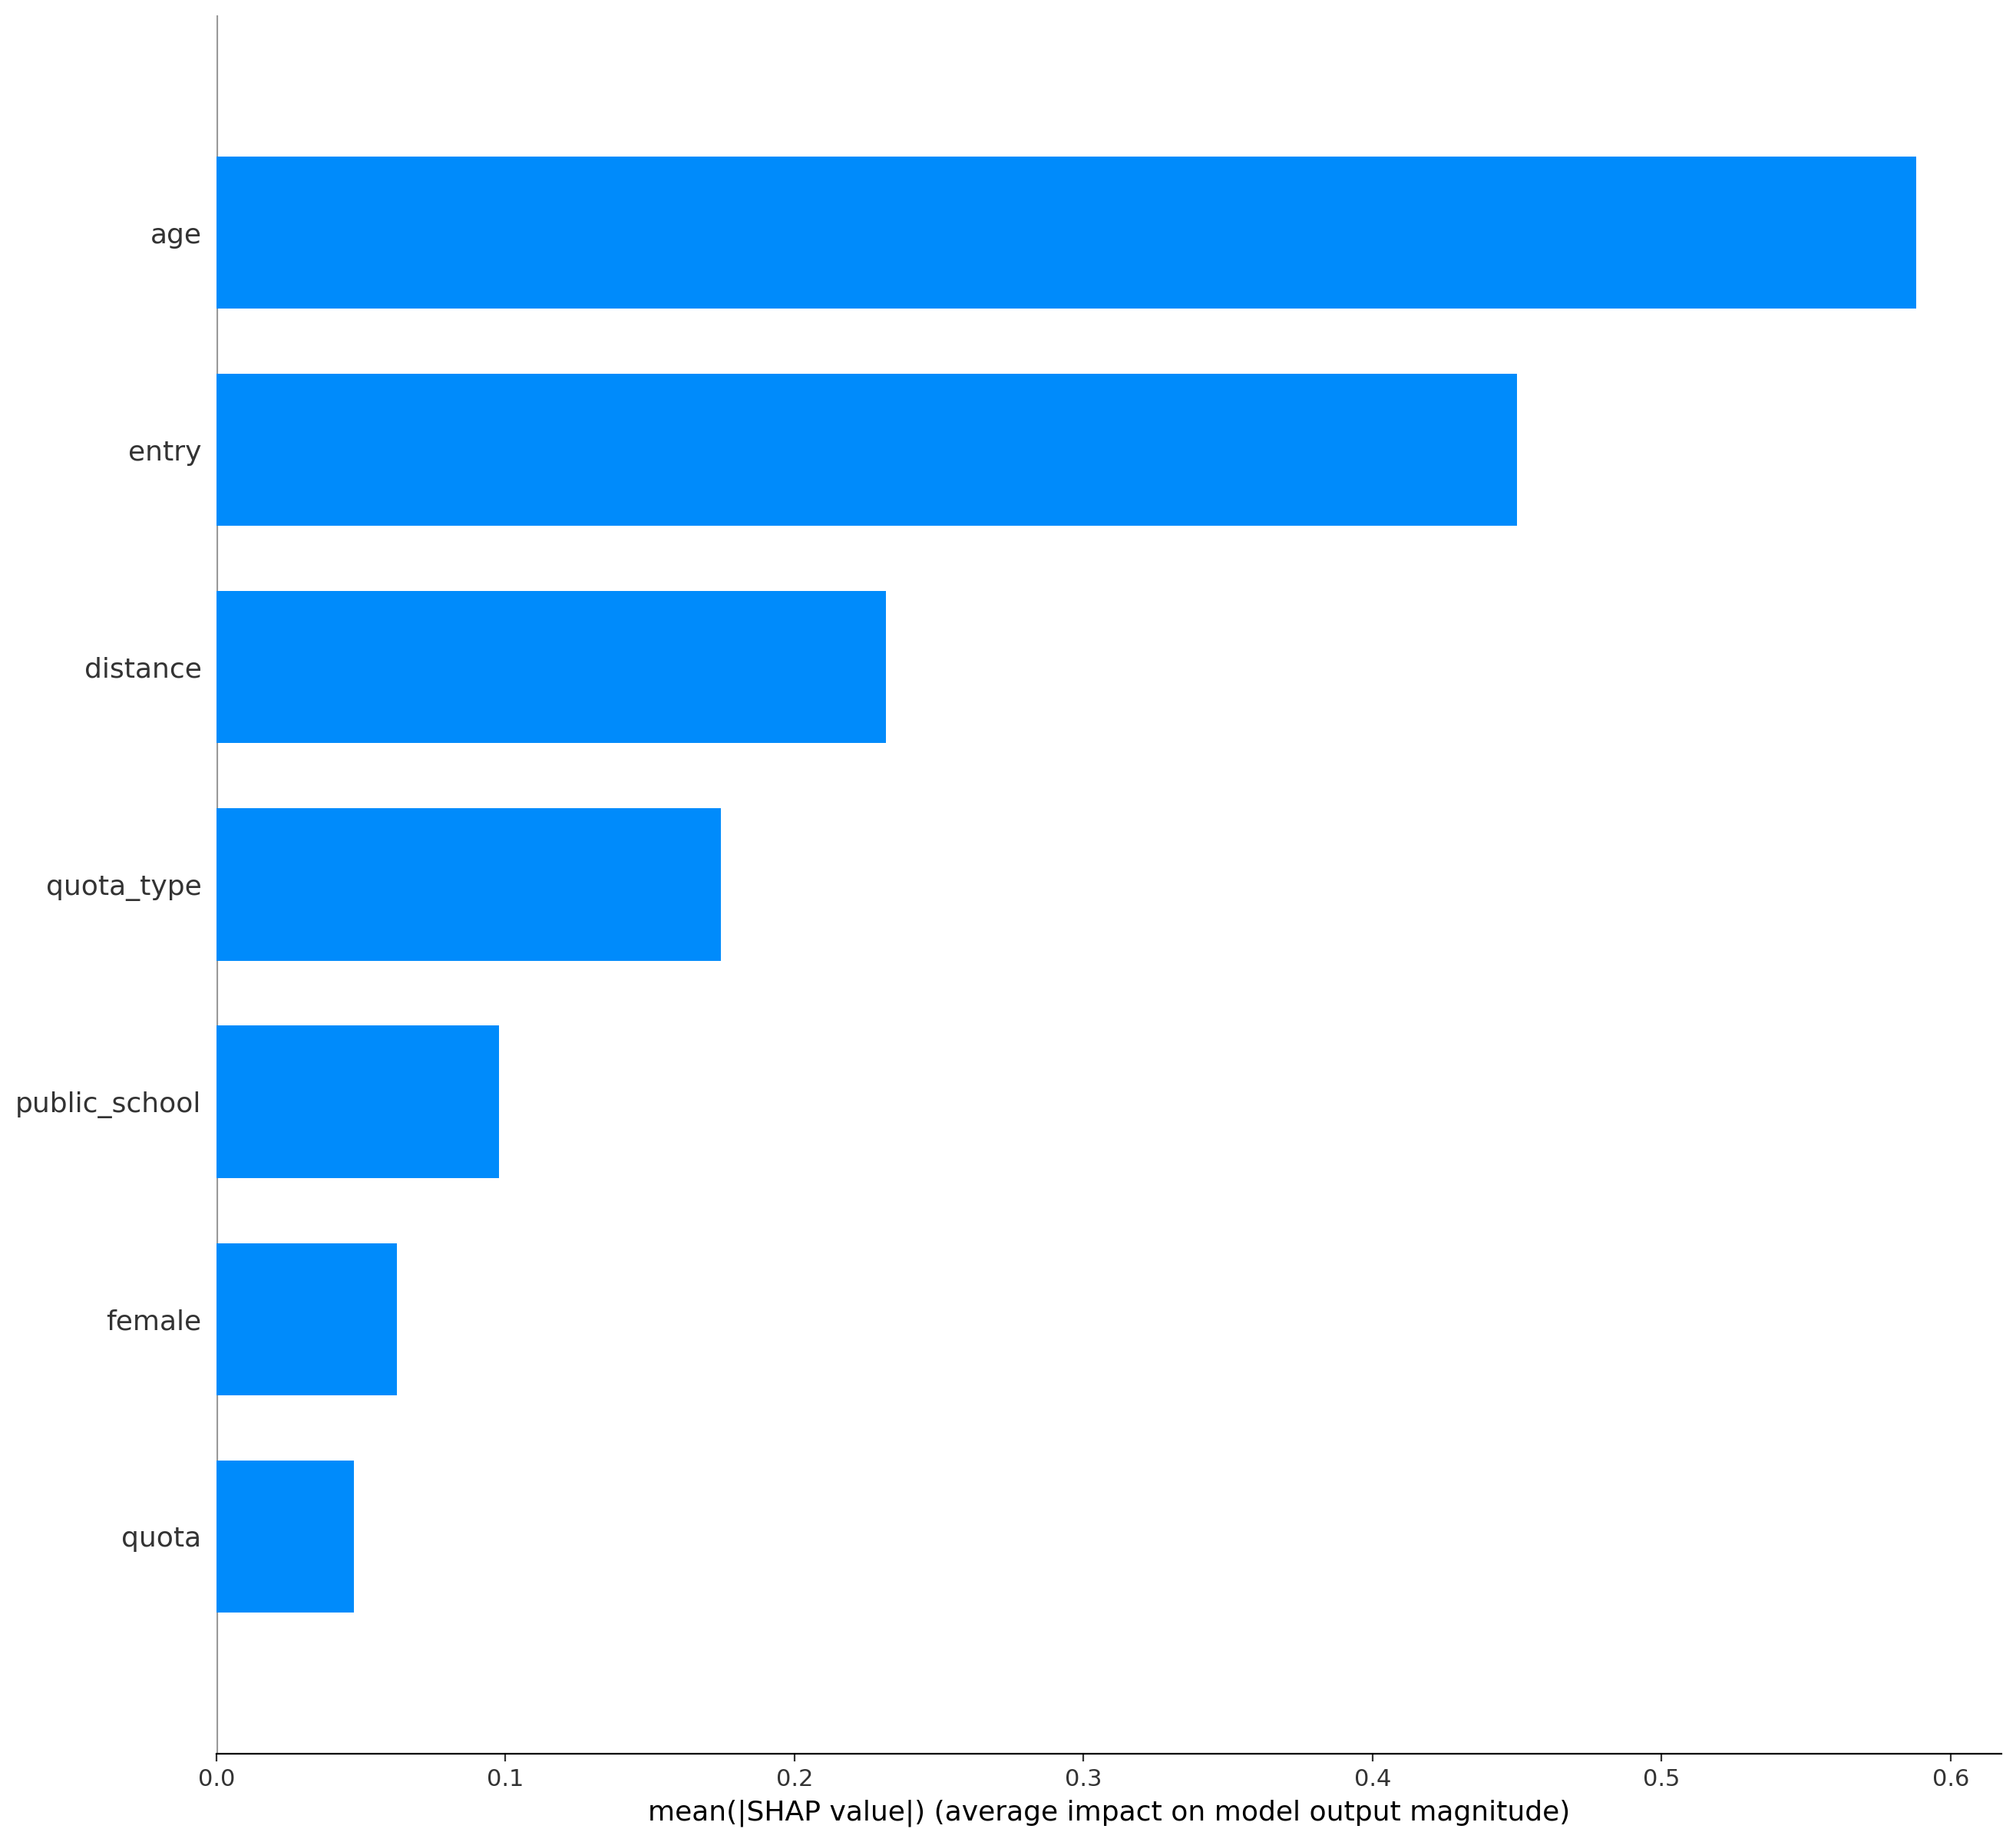 age
entry
distance
quota_type
public_school
female
quota
0.0 0.1 0.2 0.3 0.4 0.5 0.6
mean(|SHAP value|) (average impact on model output magnitude)